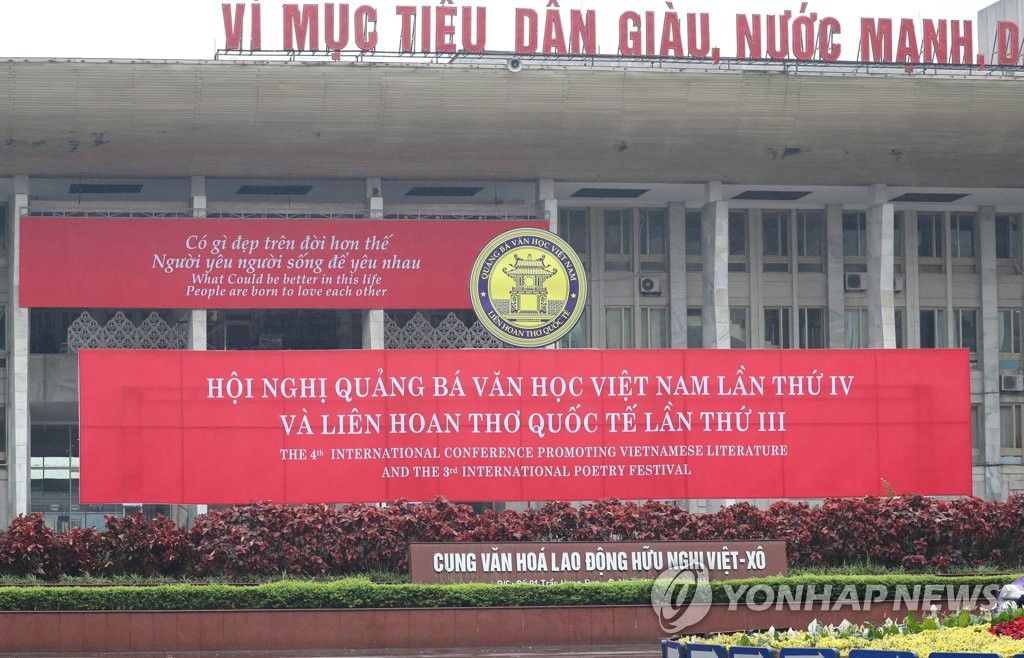 VÌ MỤC TIÊU DÂN GIÀU, NƯỚC MẠNH, D
Có gì đẹp trên đời hơn thế
Người yêu người sống để yêu nhau
What Could be better in this life
People are born to love each other
QUẢNG BÁ VĂN HỌC VIỆT NAM
LIÊN HOAN THƠ QUỐC TẾ
HỘI NGHỊ QUẢNG BÁ VĂN HỌC VIỆT NAM LẦN THỨ IV
VÀ LIÊN HOAN THƠ QUỐC TẾ LẦN THỨ III
THE 4th INTERNATIONAL CONFERENCE PROMOTING VIETNAMESE LITERATURE
AND THE 3rd INTERNATIONAL POETRY FESTIVAL
CUNG VĂN HOÁ LAO ĐỘNG HỮU NGHỊ VIỆT-XÔ
YONHAP NEWS